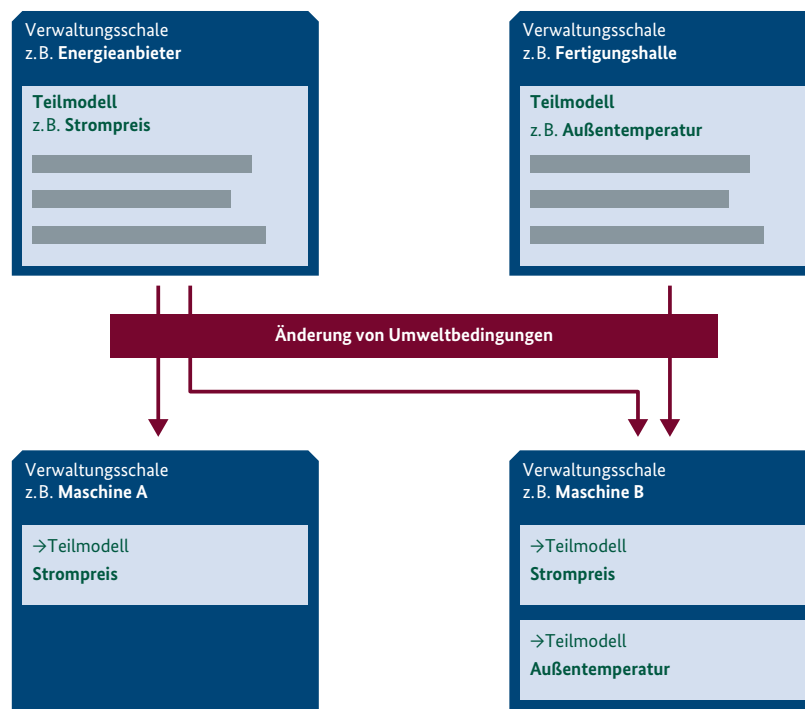 Verwaltungsschale
z.B. Energieanbieter
Teilmodell
z.B. Strompreis
Verwaltungsschale
z.B. Fertigungshalle
Teilmodell
z.B. Außentemperatur
Änderung von Umweltbedingungen
Verwaltungsschale
z.B. Maschine A
→Teilmodell
Strompreis
Verwaltungsschale
z.B. Maschine B
→Teilmodell
Strompreis
→Teilmodell
Außentemperatur